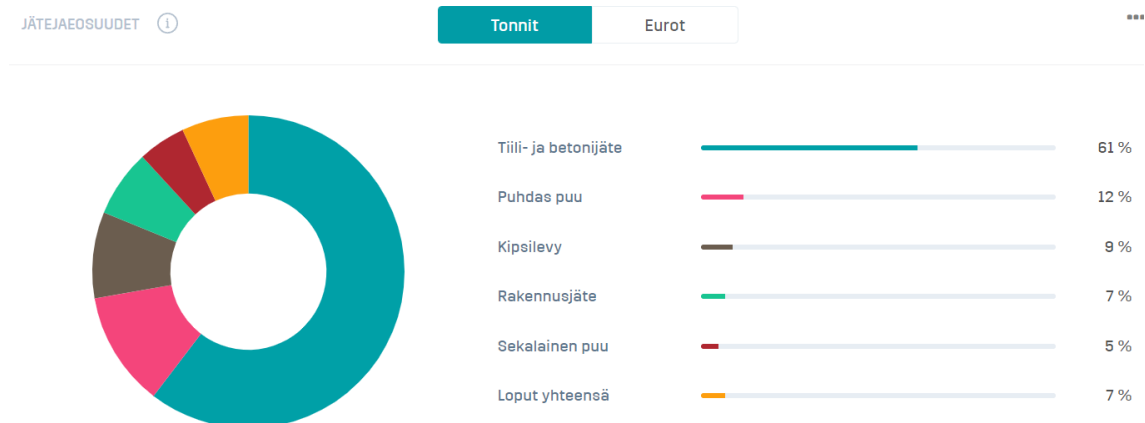 JÄTEJAEOSUUDET
Tonnit
Eurot
Tiili- ja betonijäte 61 %
Puhdas puu 12 %
Kipsilevy 9 %
Rakennusjäte 7 %
Sekalainen puu 5 %
Loput yhteensä 7 %